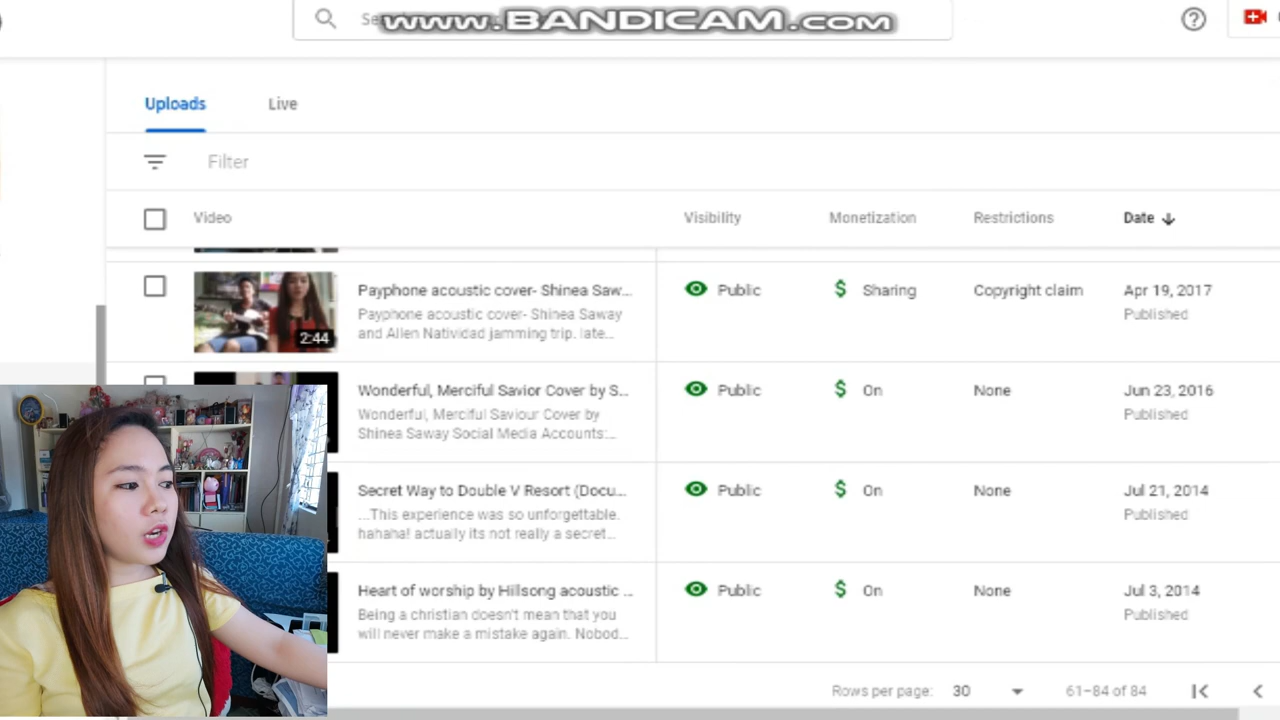 www.BANDICAM.com
Uploads
Live
Filter
Video
Visibility
Monetization
Restrictions
Date
Payphone acoustic cover- Shinea Saw...
Payphone acoustic cover- Shinea Saway
and Allen Natividad jamming trip. late...
2:44
Public
Sharing
Copyright claim
Apr 19, 2017
Published
Wonderful, Merciful Savior Cover by S...
Wonderful, Merciful Saviour Cover by
Shinea Saway Social Media Accounts:...
Public
On
None
Jun 23, 2016
Published
Secret Way to Double V Resort (Docu...
...This experience was so unforgettable.
hahaha! actually its not really a secret...
Public
On
None
Jul 21, 2014
Published
Heart of worship by Hillsong acoustic ...
Being a christian doesn't mean that you
will never make a mistake again. Nobod...
Public
On
None
Jul 3, 2014
Published
Rows per page: 30
61–84 of 84